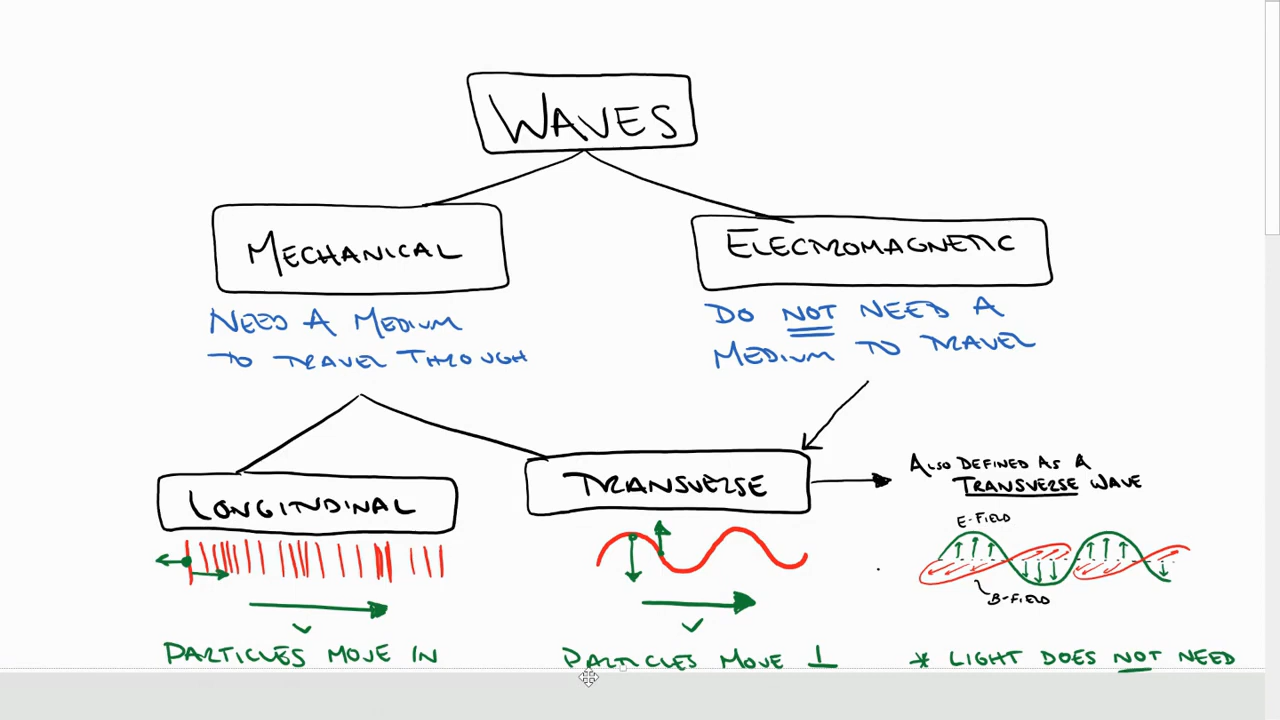 WAVES
MECHANICAL
ELECTROMAGNETIC
NEED A MEDIUM
TO TRAVEL THROUGH
DO NOT NEED A
MEDIUM TO TRAVEL
LONGITUDINAL
TRANSVERSE
ALSO DEFINED AS A
TRANSVERSE WAVE
E-FIELD
B-FIELD
V
V
PARTICLES MOVE IN
PARTICLES MOVE ⊥
* LIGHT DOES NOT NEED